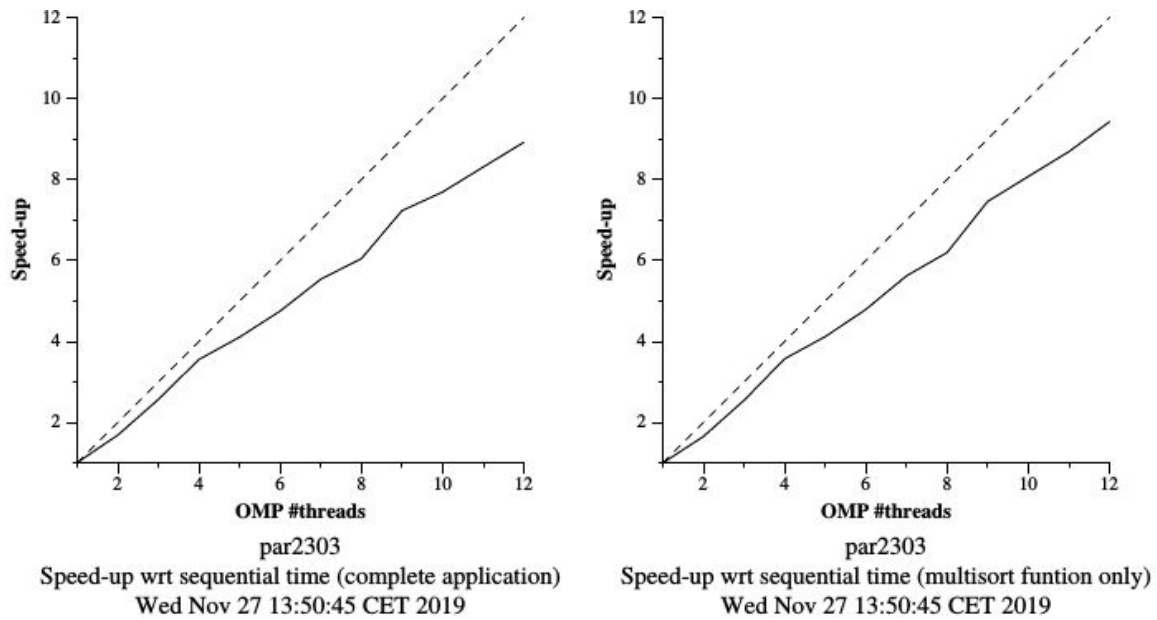 12
10
8
6
4
2
Speed-up
2 4 6 8 10 12
OMP #threads
par2303
Speed-up wrt sequential time (complete application)
Wed Nov 27 13:50:45 CET 2019
12
10
8
6
4
2
Speed-up
2 4 6 8 10 12
OMP #threads
par2303
Speed-up wrt sequential time (multisort funtion only)
Wed Nov 27 13:50:45 CET 2019